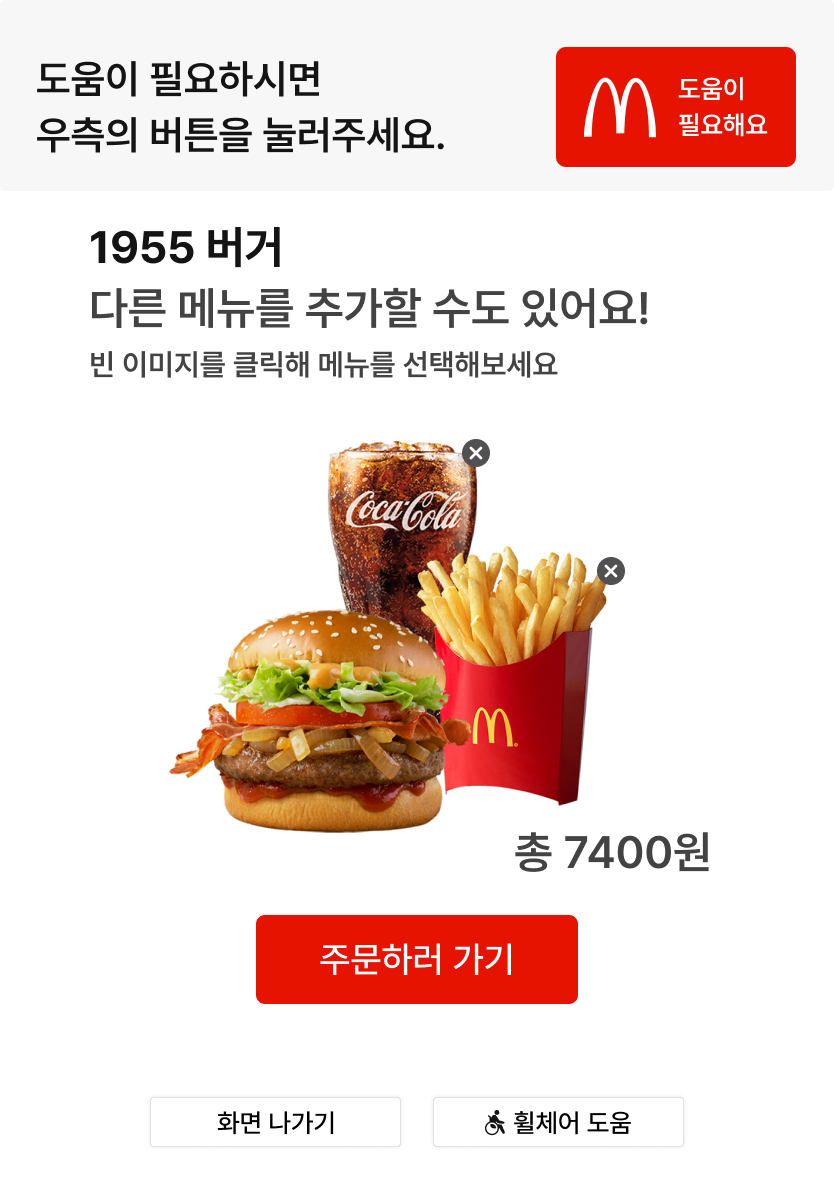 도움이 필요하시면
우측의 버튼을 눌러주세요.
도움이
필요해요
1955 버거
다른 메뉴를 추가할 수도 있어요!
빈 이미지를 클릭해 메뉴를 선택해보세요
Coca-Cola
총 7400원
주문하러 가기
화면 나가기
휠체어 도움